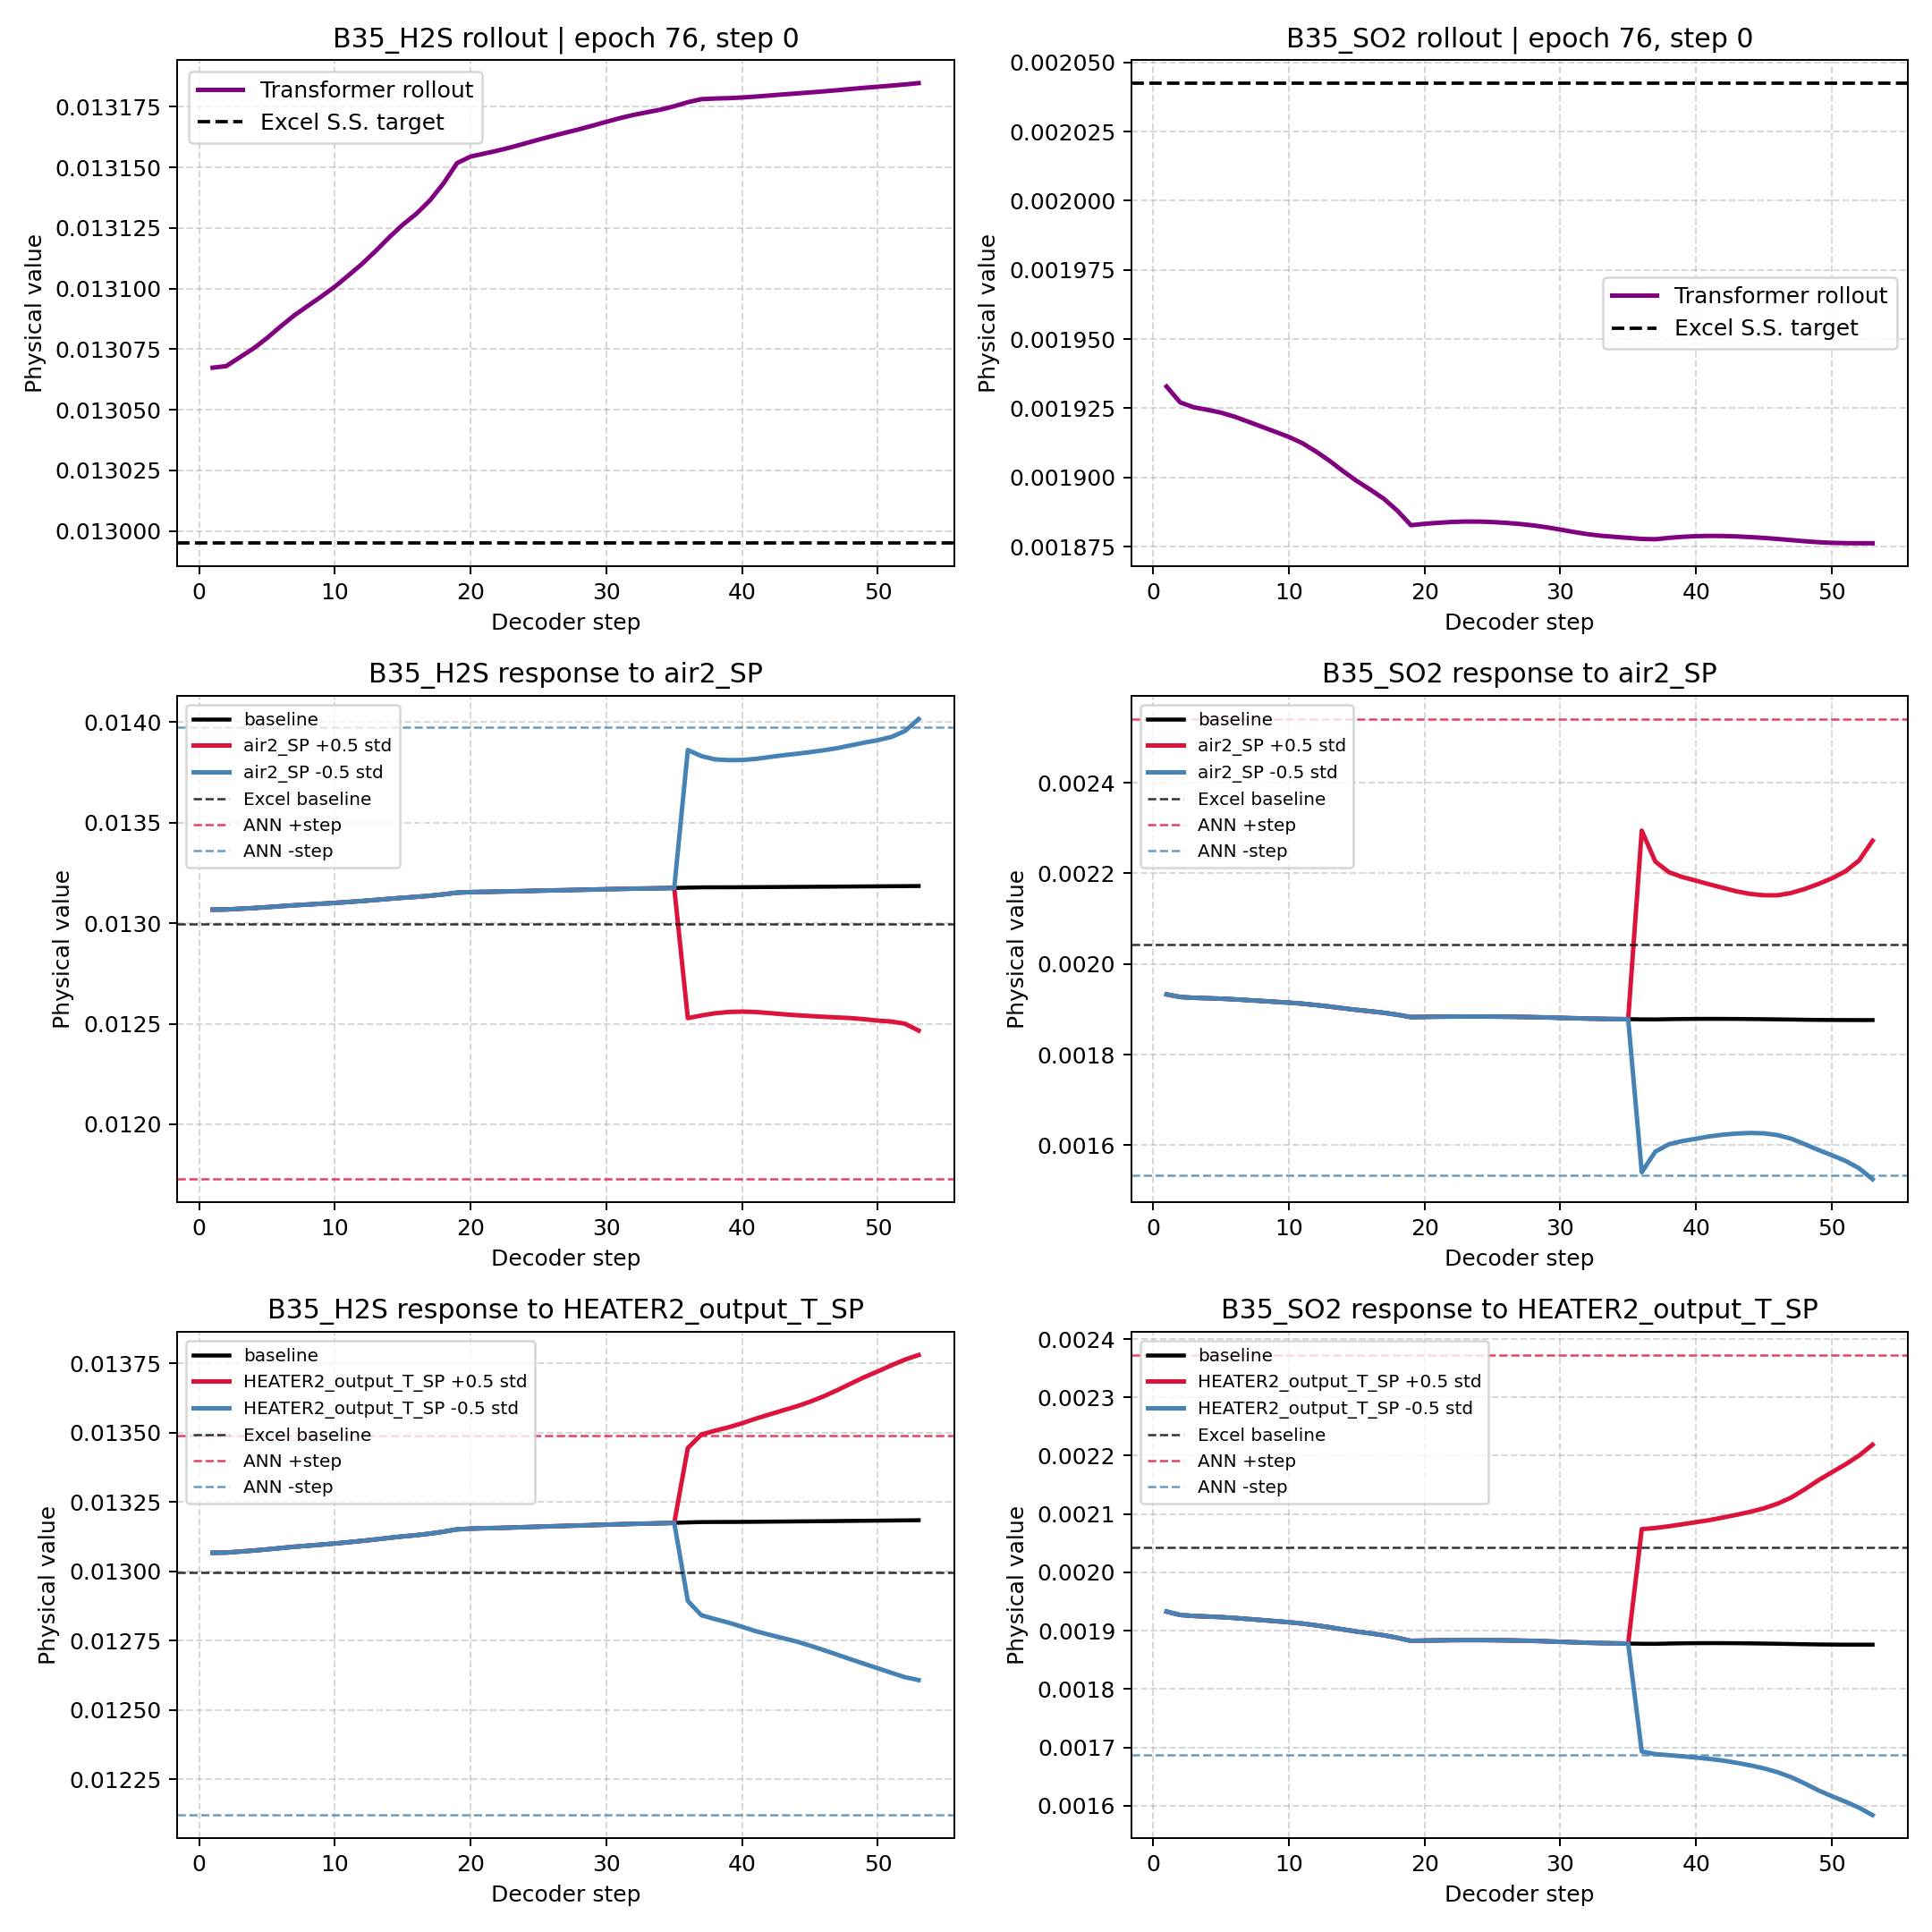 B35_H2S rollout | epoch 76, step 0
Physical value
0.013175
0.013150
0.013125
0.013100
0.013075
0.013050
0.013025
0.013000
Transformer rollout
Excel S.S. target
0 10 20 30 40 50
Decoder step
B35_SO2 rollout | epoch 76, step 0
Physical value
0.002050
0.002025
0.002000
0.001975
0.001950
0.001925
0.001900
0.001875
Transformer rollout
Excel S.S. target
0 10 20 30 40 50
Decoder step
B35_H2S response to air2_SP
Physical value
0.0140
0.0135
0.0130
0.0125
0.0120
baseline
air2_SP +0.5 std
air2_SP -0.5 std
Excel baseline
ANN +step
ANN -step
0 10 20 30 40 50
Decoder step
B35_SO2 response to air2_SP
Physical value
0.0024
0.0022
0.0020
0.0018
0.0016
baseline
air2_SP +0.5 std
air2_SP -0.5 std
Excel baseline
ANN +step
ANN -step
0 10 20 30 40 50
Decoder step
B35_H2S response to HEATER2_output_T_SP
Physical value
0.01375
0.01350
0.01325
0.01300
0.01275
0.01250
0.01225
baseline
HEATER2_output_T_SP +0.5 std
HEATER2_output_T_SP -0.5 std
Excel baseline
ANN +step
ANN -step
0 10 20 30 40 50
Decoder step
B35_SO2 response to HEATER2_output_T_SP
Physical value
0.0024
0.0023
0.0022
0.0021
0.0020
0.0019
0.0018
0.0017
0.0016
baseline
HEATER2_output_T_SP +0.5 std
HEATER2_output_T_SP -0.5 std
Excel baseline
ANN +step
ANN -step
0 10 20 30 40 50
Decoder step